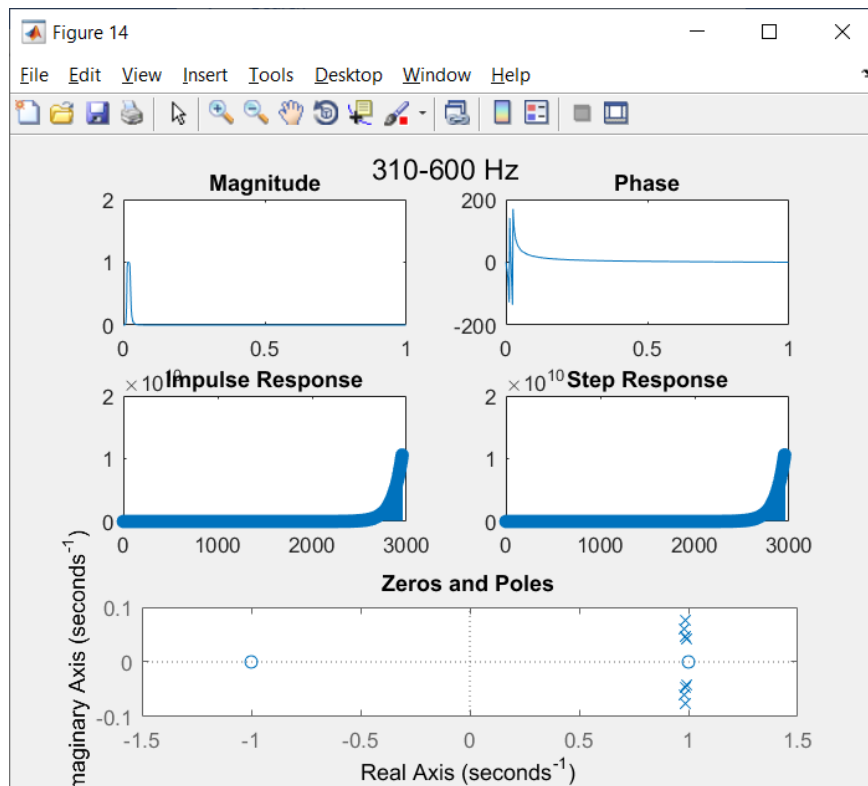 Figure 14
File Edit View Insert Tools Desktop Window Help
310-600 Hz
Magnitude
Phase
2
1
0
0 0.5 1
200
0
-200
0 0.5 1
Impulse Response
Step Response
2
1
0
0 1000 2000 3000
×10¹⁰
2
1
0
0 1000 2000 3000
Zeros and Poles
maginary Axis (seconds⁻¹)
0.1
0
-0.1
-1.5 -1 -0.5 0 0.5 1 1.5
Real Axis (seconds⁻¹)